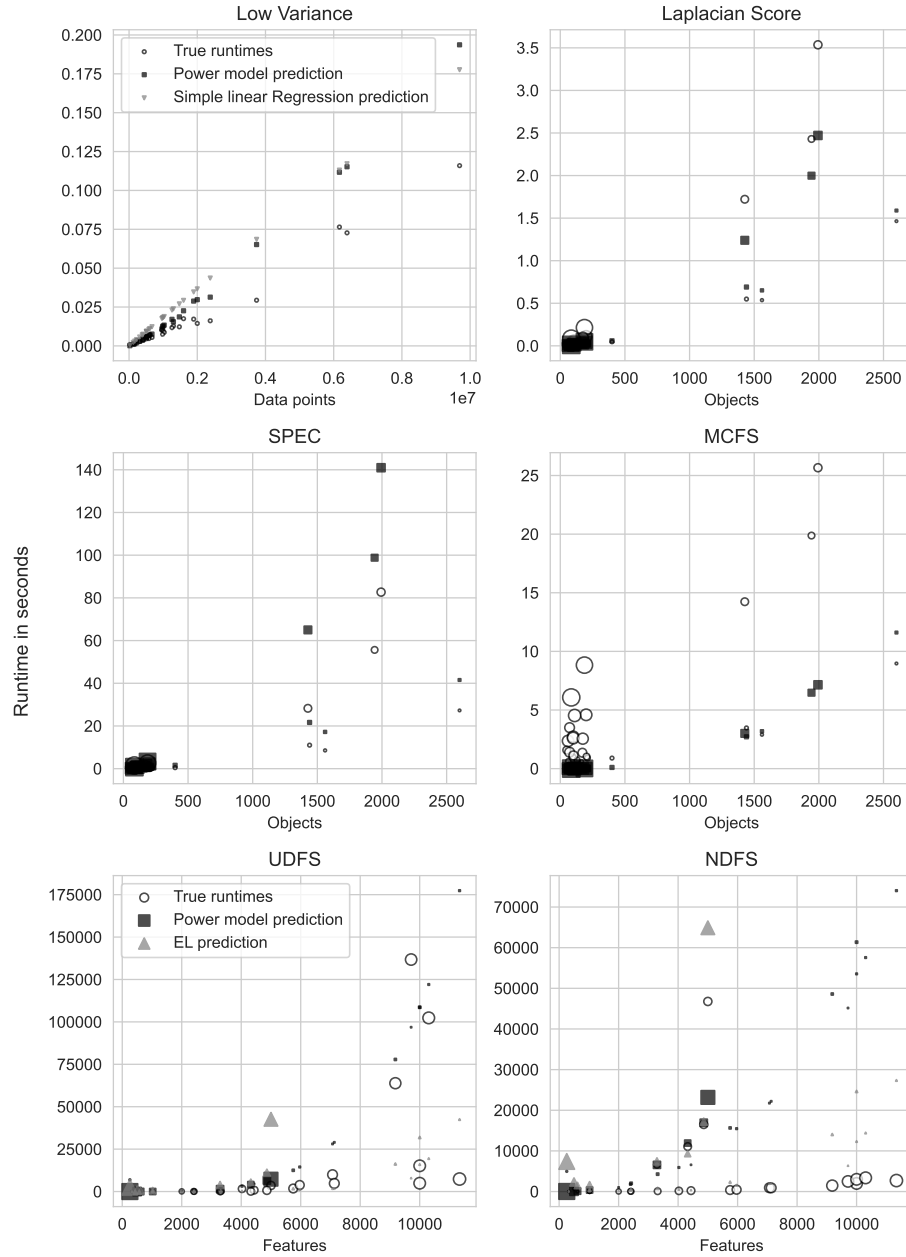 Low Variance
0.200
0.175
0.150
0.125
0.100
0.075
0.050
0.025
0.000
True runtimes
Power model prediction
Simple linear Regression prediction
0.0 0.2 0.4 0.6 0.8 1.0
Data points
1e7
Laplacian Score
3.5
3.0
2.5
2.0
1.5
1.0
0.5
0.0
0 500 1000 1500 2000 2500
Objects
Runtime in seconds
SPEC
140
120
100
80
60
40
20
0
0 500 1000 1500 2000 2500
Objects
MCFS
25
20
15
10
5
0
0 500 1000 1500 2000 2500
Objects
UDFS
175000
150000
125000
100000
75000
50000
25000
0
True runtimes
Power model prediction
EL prediction
0 2000 4000 6000 8000 10000
Features
NDFS
70000
60000
50000
40000
30000
20000
10000
0
0 2000 4000 6000 8000 10000
Features